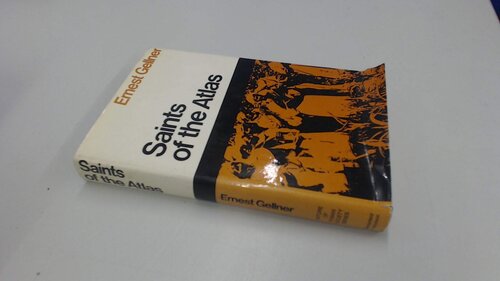 Ernest Gellner
Saints
of the Atlas
Saints
of the Atlas
Ernest Gellner